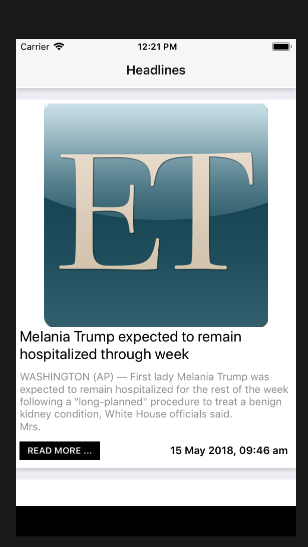 Carrier 12:21 PM
Headlines
ET
Melania Trump expected to remain
hospitalized through week
WASHINGTON (AP) — First lady Melania Trump was
expected to remain hospitalized for the rest of the week
following a "long-planned" procedure to treat a benign
kidney condition, White House officials said.
Mrs.
READ MORE ... 15 May 2018, 09:46 am